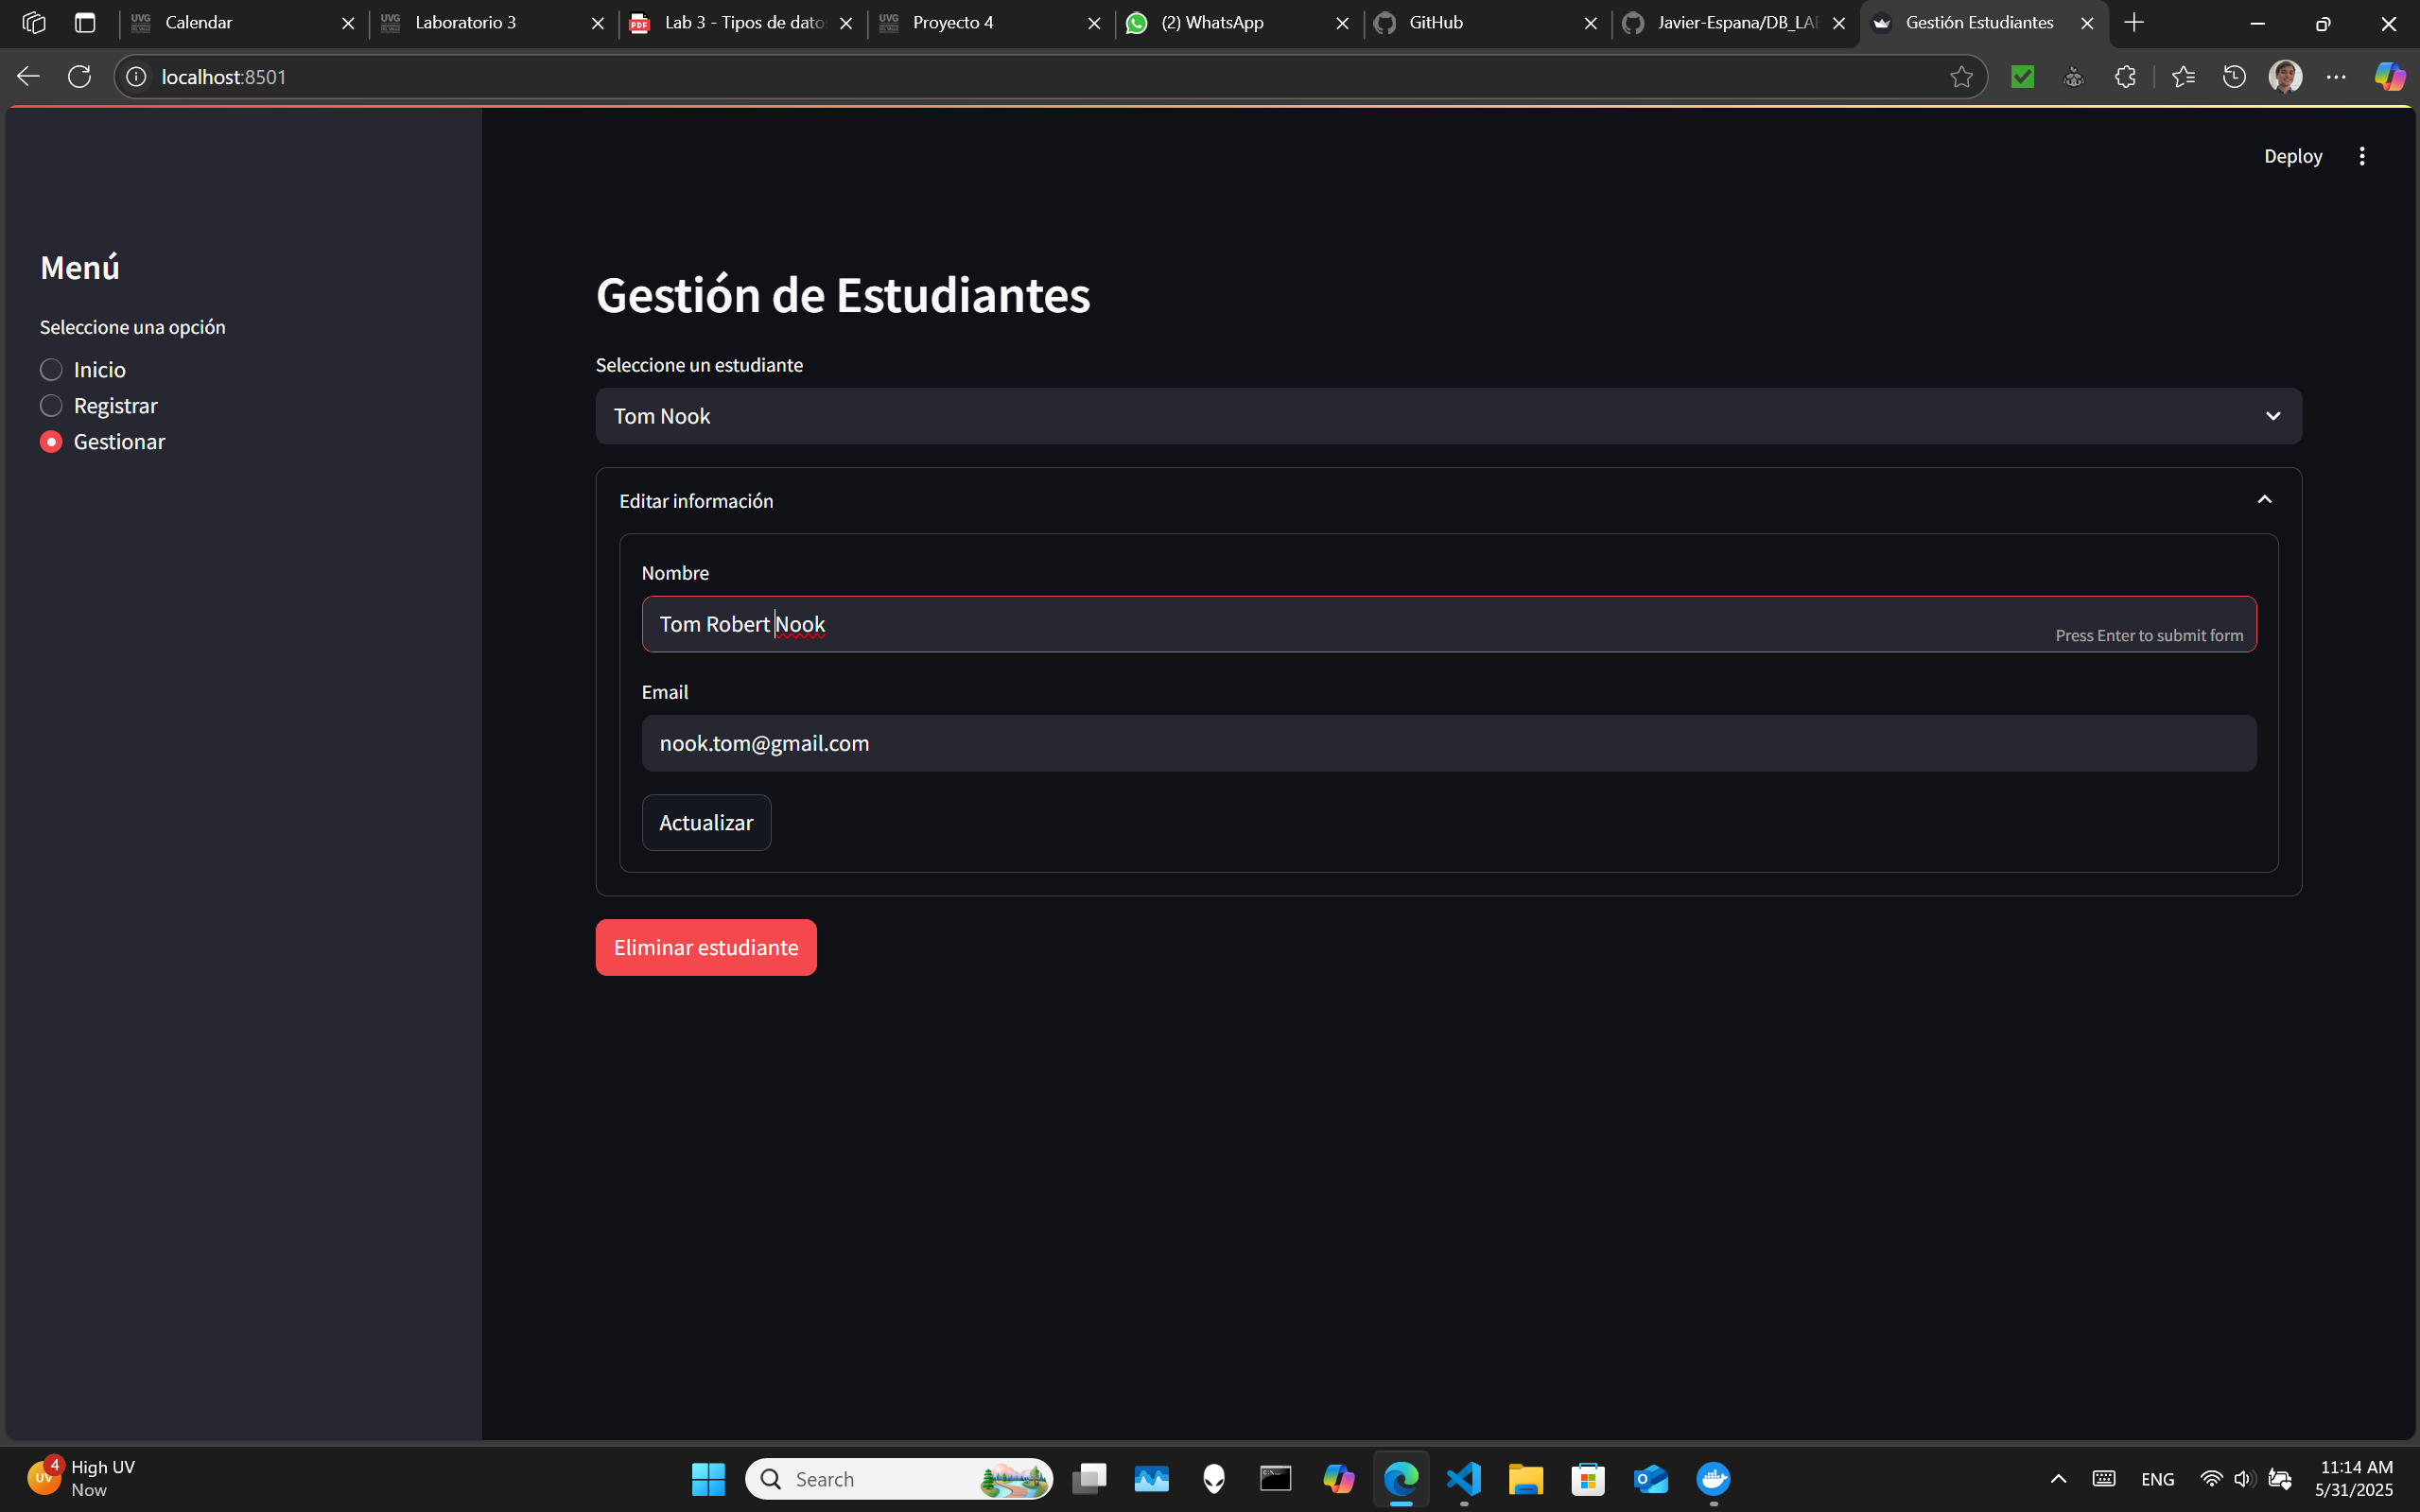 Calendar
Laboratorio 3
Lab 3 - Tipos de dato
Proyecto 4
(2) WhatsApp
GitHub
Javier-Espana/DB_LA
Gestión Estudiantes
localhost:8501
Deploy
Menú
Seleccione una opción
Inicio
Registrar
Gestionar
Gestión de Estudiantes
Seleccione un estudiante
Tom Nook
Editar información
Nombre
Tom Robert Nook
Press Enter to submit form
Email
nook.tom@gmail.com
Actualizar
Eliminar estudiante
4
UV
High UV
Now
Search
ENG
11:14 AM
5/31/2025